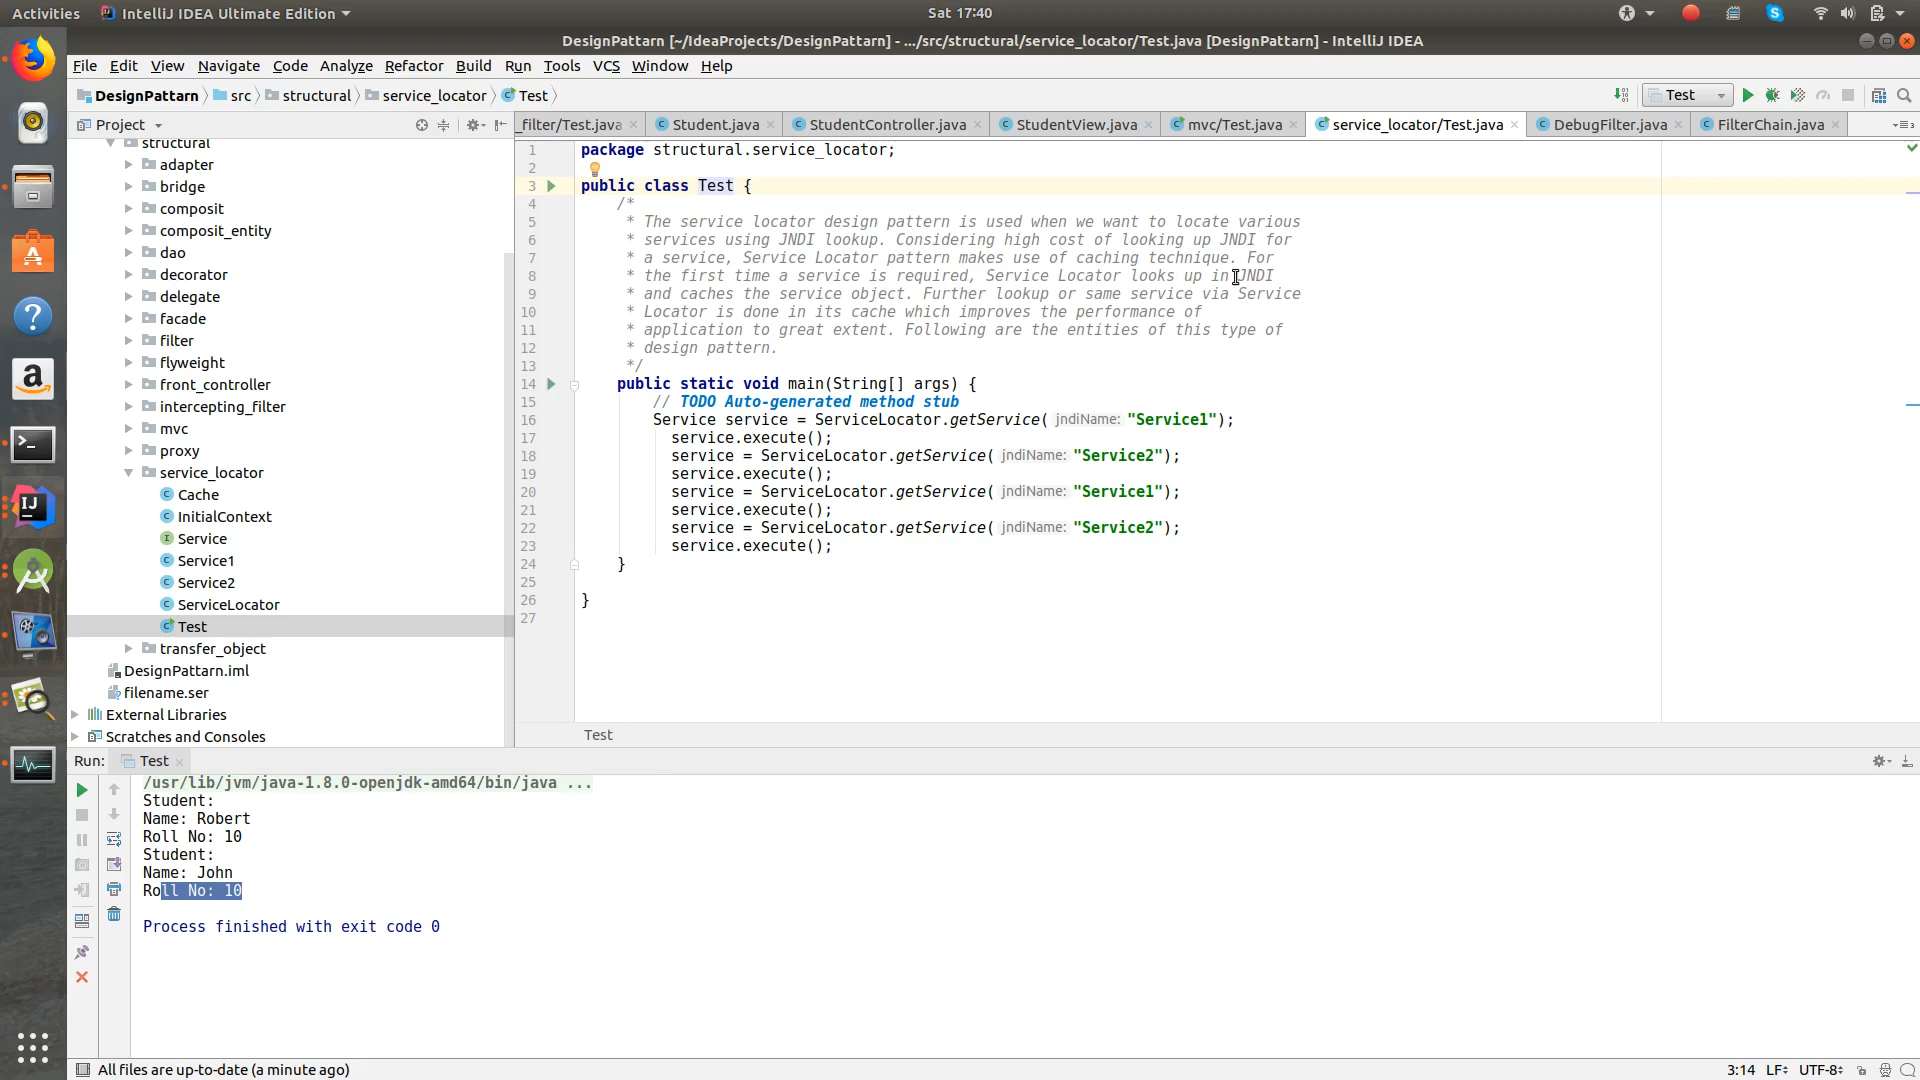 Activities IntelliJ IDEA Ultimate Edition Sat 17:40
DesignPattarn [~/IdeaProjects/DesignPattarn] - .../src/structural/service_locator/Test.java [DesignPattarn] - IntelliJ IDEA
File Edit View Navigate Code Analyze Refactor Build Run Tools VCS Window Help
DesignPattarn src structural service_locator Test Test
Project _filter/Test.java Student.java StudentController.java StudentView.java mvc/Test.java service_locator/Test.java DebugFilter.java FilterChain.java
structural
adapter
bridge
composit
composit_entity
dao
decorator
delegate
facade
filter
flyweight
front_controller
intercepting_filter
mvc
proxy
service_locator
Cache
InitialContext
Service
Service1
Service2
ServiceLocator
Test
transfer_object
DesignPattarn.iml
filename.ser
External Libraries
Scratches and Consoles
1 package structural.service_locator;
2
3 public class Test {
4 /*
5 * The service locator design pattern is used when we want to locate various
6 * services using JNDI lookup. Considering high cost of looking up JNDI for
7 * a service, Service Locator pattern makes use of caching technique. For
8 * the first time a service is required, Service Locator looks up in JNDI
9 * and caches the service object. Further lookup or same service via Service
10 * Locator is done in its cache which improves the performance of
11 * application to great extent. Following are the entities of this type of
12 * design pattern.
13 */
14 public static void main(String[] args) {
15 // TODO Auto-generated method stub
16 Service service = ServiceLocator.getService( jndiName: "Service1");
17 service.execute();
18 service = ServiceLocator.getService( jndiName: "Service2");
19 service.execute();
20 service = ServiceLocator.getService( jndiName: "Service1");
21 service.execute();
22 service = ServiceLocator.getService( jndiName: "Service2");
23 service.execute();
24 }
25
26 }
27
Test
Run: Test
/usr/lib/jvm/java-1.8.0-openjdk-amd64/bin/java ...
Student:
Name: Robert
Roll No: 10
Student:
Name: John
Roll No: 10
Process finished with exit code 0
All files are up-to-date (a minute ago) 3:14 LF UTF-8